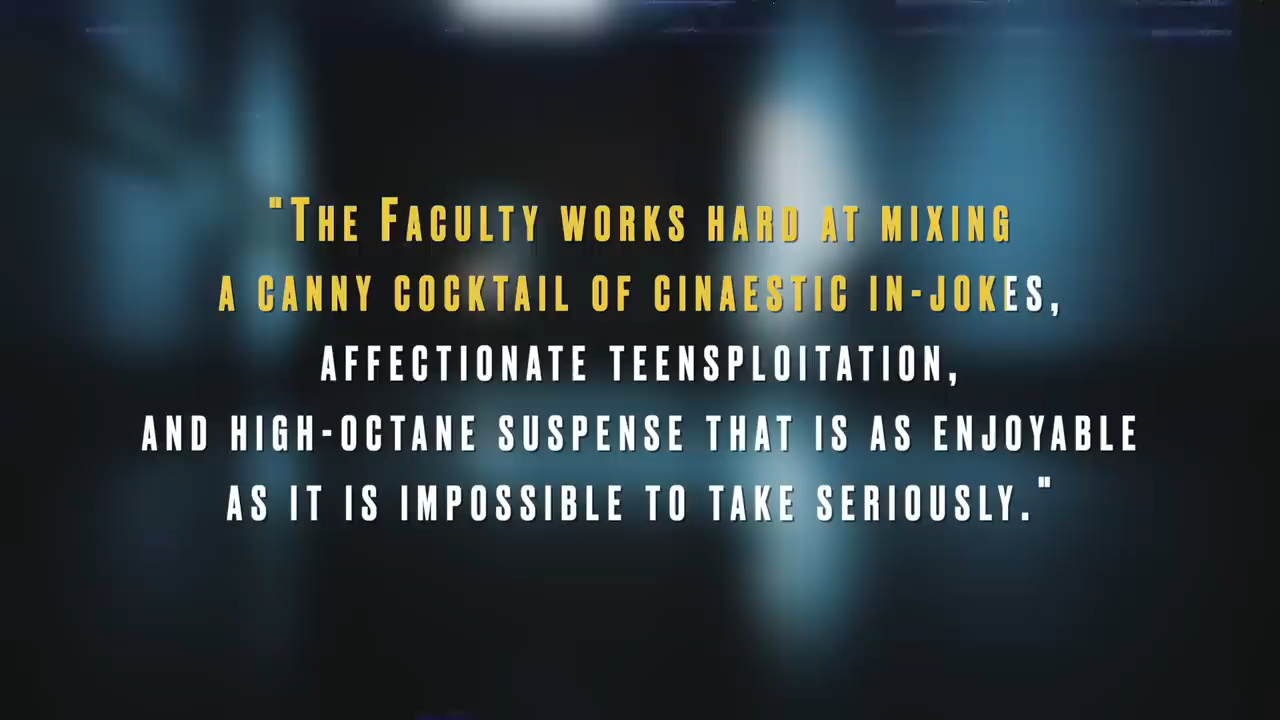 "The Faculty works hard at mixing
a canny cocktail of cinaestic in-jokes,
affectionate teensploitation,
and high-octane suspense that is as enjoyable
as it is impossible to take seriously."